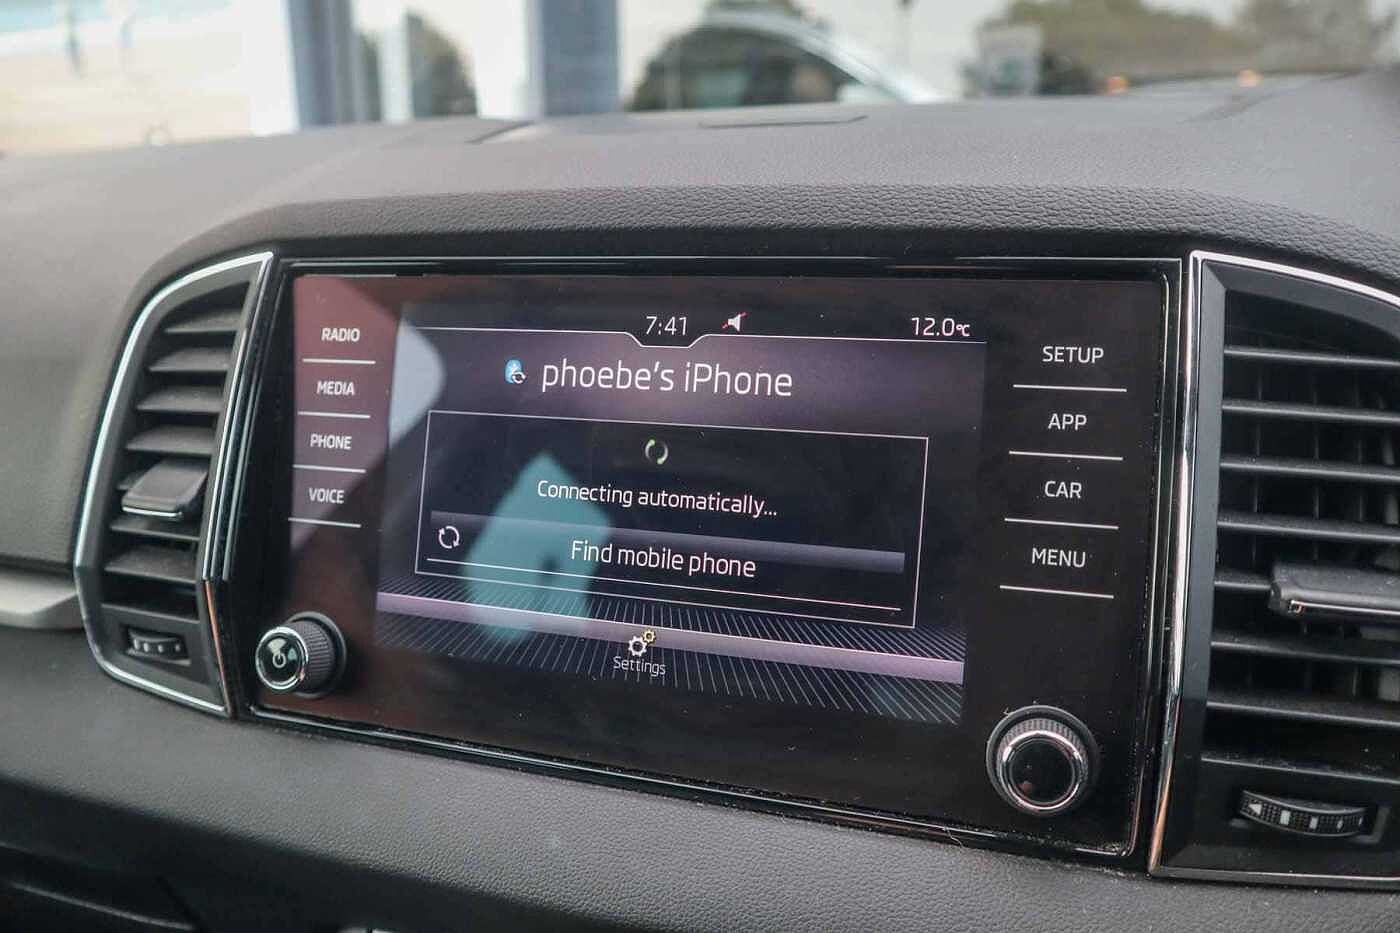 7:41
12.0°C
phoebe's iPhone
Connecting automatically...
Find mobile phone
Settings
RADIO
MEDIA
PHONE
VOICE
SETUP
APP
CAR
MENU